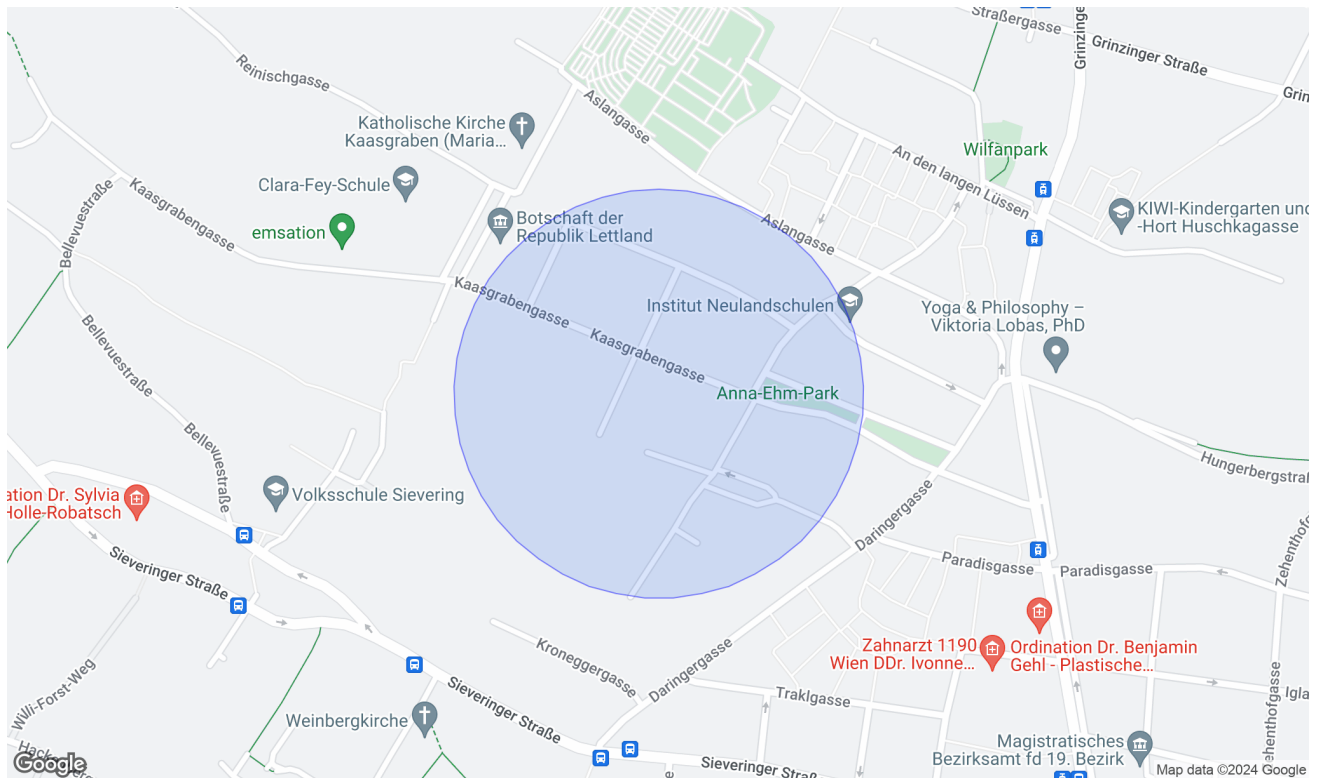 Straßergasse
Grinzinger Straße
Grinzinger
Grin
Reinischgasse
Aslangasse
Katholische Kirche
Kaasgraben (Maria...
Wilfanpark
An den langen Lüssen
Clara-Fey-Schule
Kaasgrabengasse
Bellevuestraße
emsation
Botschaft der
Republik Lettland
Aslangasse
KIWI-Kindergarten und
-Hort Huschkagasse
Kaasgrabengasse
Institut Neulandschulen
Yoga & Philosophy –
Viktoria Lobas, PhD
Bellevuestraße
Kaasgrabengasse
Anna-Ehm-Park
Bellevuestraße
Hungerbergstraß
ation Dr. Sylvia
Holle-Robatsch
Volksschule Sievering
Daringergasse
Sieveringer Straße
Paradisgasse
Paradisgasse
Zehenthofg
Kroneggergasse
Daringergasse
Zahnarzt 1190
Wien DDr. Ivonne...
Ordination Dr. Benjamin
Gehl - Plastische...
Willi-Forst-Weg
Sieveringer Straße
Traklgasse
Igla
Zehenthofgasse
Weinbergkirche
Magistratisches
Bezirksamt fd 19. Bezirk
Sieveringer
Google
Map data ©2024 Google